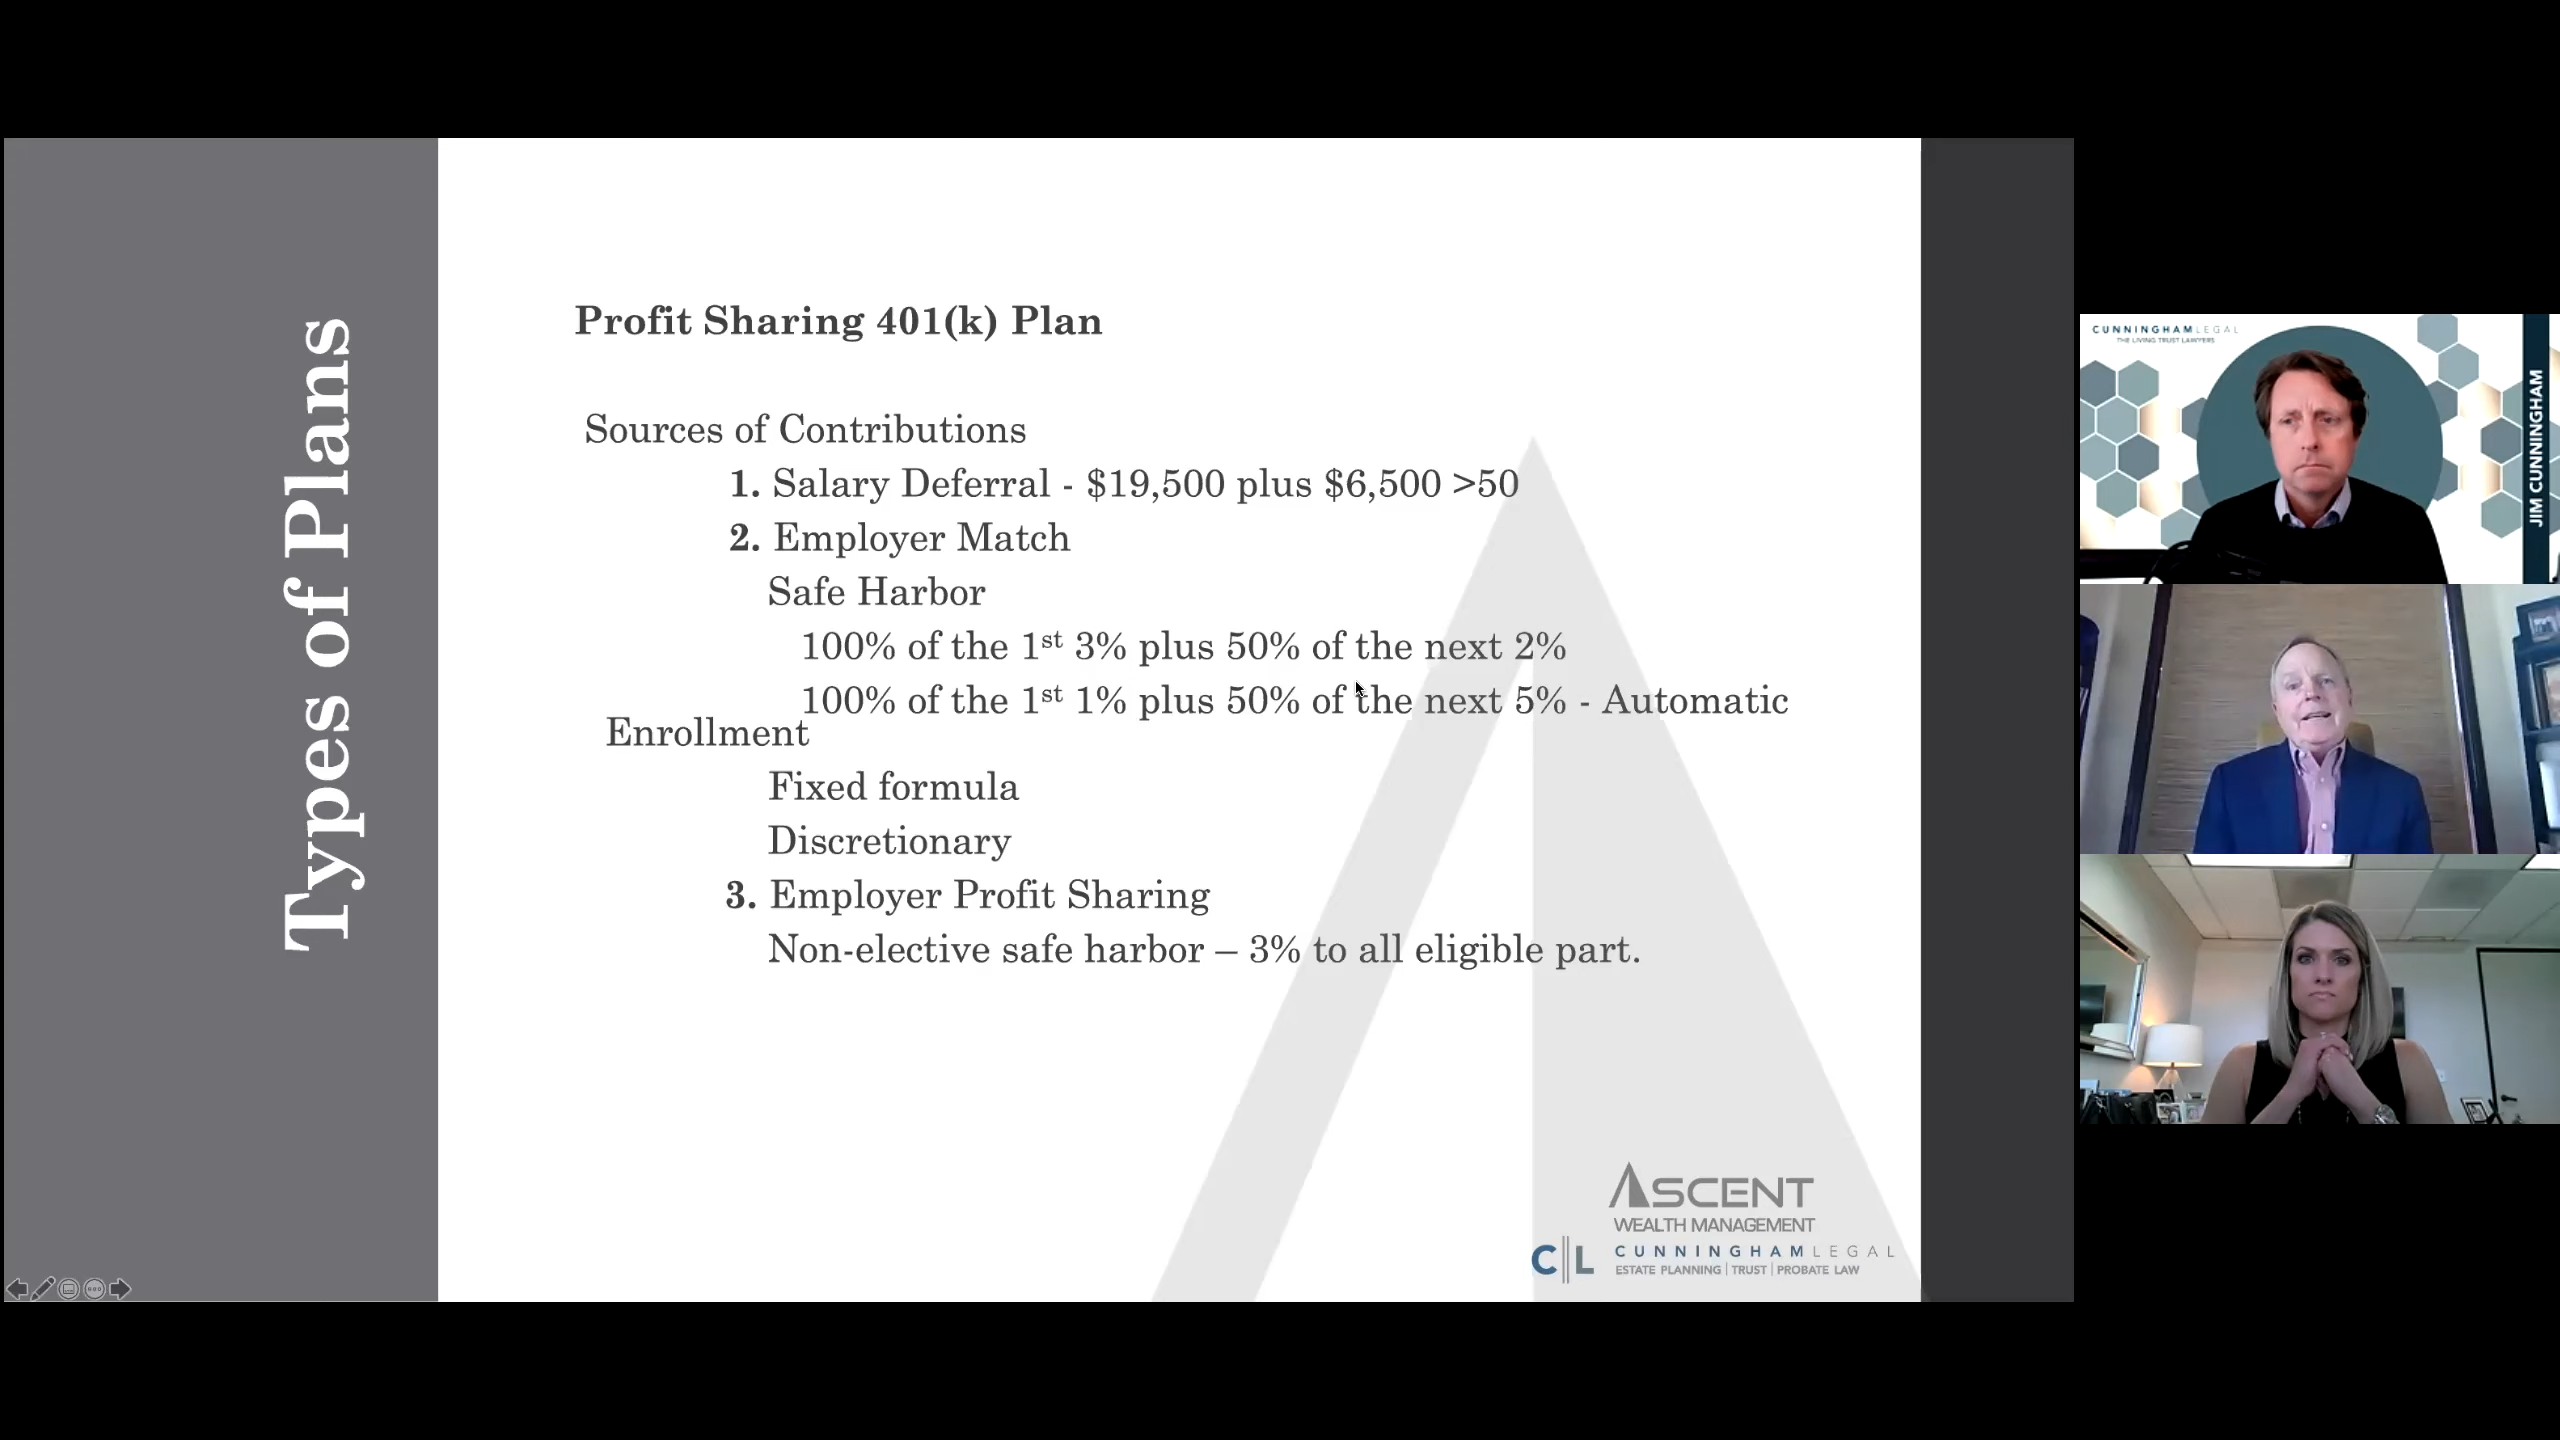 Types of Plans
Profit Sharing 401(k) Plan
Sources of Contributions
1. Salary Deferral - $19,500 plus $6,500 >50
2. Employer Match
Safe Harbor
100% of the 1st 3% plus 50% of the next 2%
100% of the 1st 1% plus 50% of the next 5% - Automatic
Enrollment
Fixed formula
Discretionary
3. Employer Profit Sharing
Non-elective safe harbor – 3% to all eligible part.
ASCENT
WEALTH MANAGEMENT
C L
CUNNINGHAMLEGAL
ESTATE PLANNING | TRUST | PROBATE LAW
CUNNINGHAMLEGAL
THE LIVING TRUST LAWYERS
JIM CUNNINGHAM